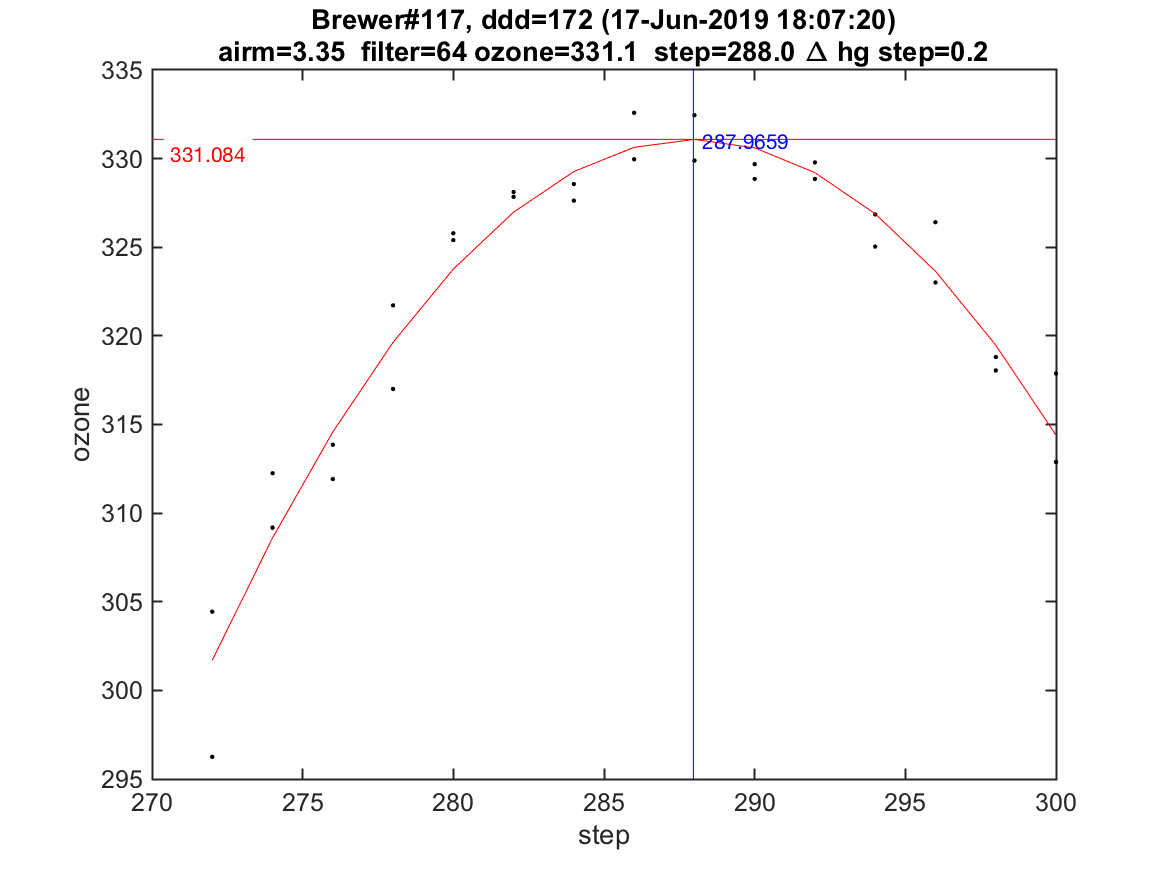 Brewer#117, ddd=172 (17-Jun-2019 18:07:20)
airm=3.35 filter=64 ozone=331.1 step=288.0 Δ hg step=0.2
335
330
325
320
315
310
305
300
295
331.084
287.9659
ozone
270 275 280 285 290 295 300
step